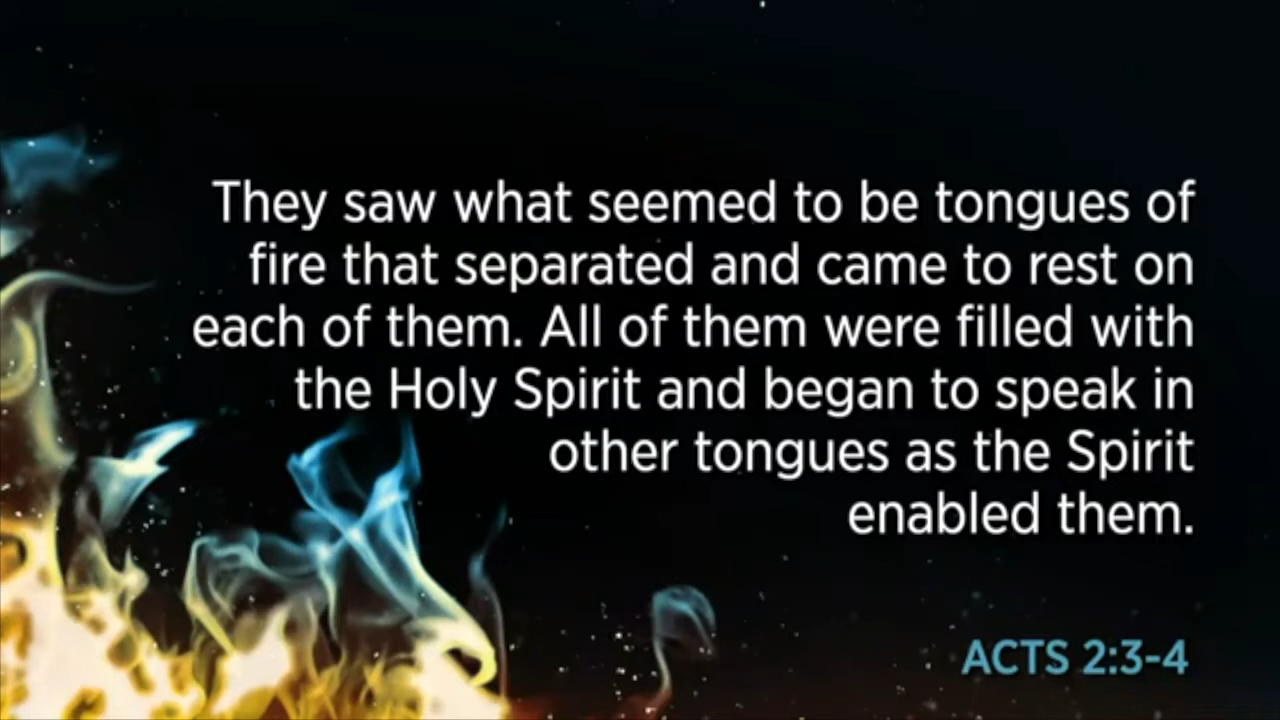 They saw what seemed to be tongues of
fire that separated and came to rest on
each of them. All of them were filled with
the Holy Spirit and began to speak in
other tongues as the Spirit
enabled them.
ACTS 2:3-4